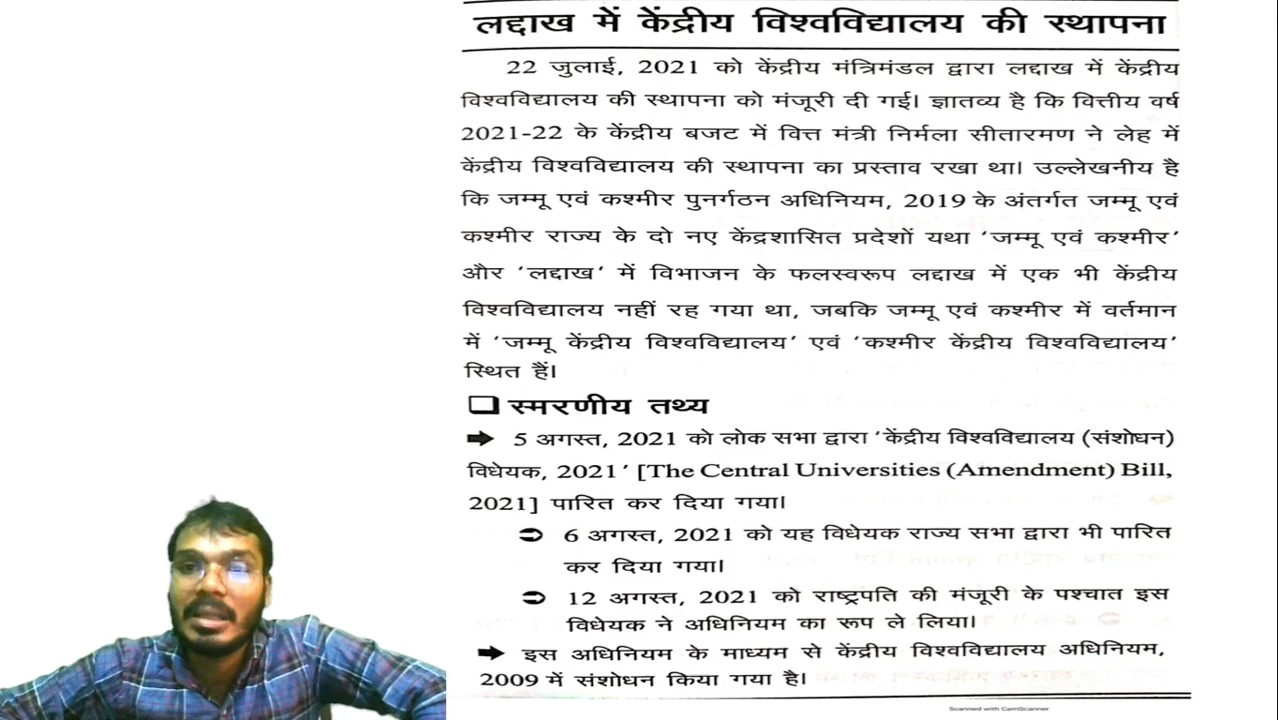 लद्दाख में केंद्रीय विश्वविद्यालय की स्थापना
22 जुलाई, 2021 को केंद्रीय मंत्रिमंडल द्वारा लद्दाख में केंद्रीय
विश्वविद्यालय की स्थापना को मंजूरी दी गई। ज्ञातव्य है कि वित्तीय वर्ष
2021-22 के केंद्रीय बजट में वित्त मंत्री निर्मला सीतारमण ने लेह में
केंद्रीय विश्वविद्यालय की स्थापना का प्रस्ताव रखा था। उल्लेखनीय है
कि जम्मू एवं कश्मीर पुनर्गठन अधिनियम, 2019 के अंतर्गत जम्मू एवं
कश्मीर राज्य के दो नए केंद्रशासित प्रदेशों यथा 'जम्मू एवं कश्मीर'
और 'लद्दाख' में विभाजन के फलस्वरूप लद्दाख में एक भी केंद्रीय
विश्वविद्यालय नहीं रह गया था, जबकि जम्मू एवं कश्मीर में वर्तमान
में 'जम्मू केंद्रीय विश्वविद्यालय' एवं 'कश्मीर केंद्रीय विश्वविद्यालय'
स्थित हैं।
❑ स्मरणीय तथ्य
➡ 5 अगस्त, 2021 को लोक सभा द्वारा 'केंद्रीय विश्वविद्यालय (संशोधन)
विधेयक, 2021' [The Central Universities (Amendment) Bill,
2021] पारित कर दिया गया।
➲ 6 अगस्त, 2021 को यह विधेयक राज्य सभा द्वारा भी पारित
कर दिया गया।
➲ 12 अगस्त, 2021 को राष्ट्रपति की मंजूरी के पश्चात इस
विधेयक ने अधिनियम का रूप ले लिया।
➡ इस अधिनियम के माध्यम से केंद्रीय विश्वविद्यालय अधिनियम,
2009 में संशोधन किया गया है।
Scanned with CamScanner